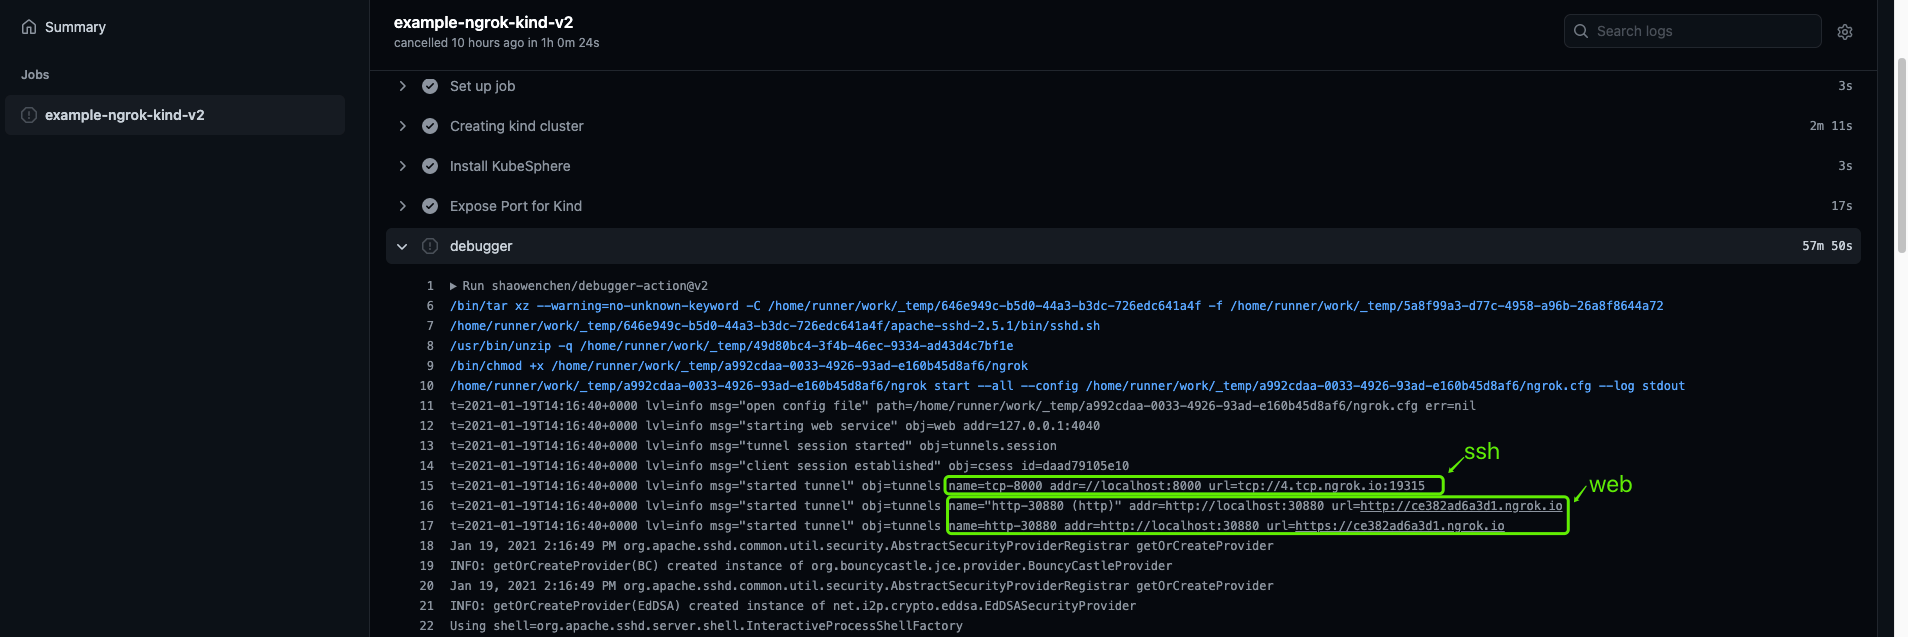 Summary
Jobs
example-ngrok-kind-v2
example-ngrok-kind-v2
cancelled 10 hours ago in 1h 0m 24s
Search logs
Set up job 3s
Creating kind cluster 2m 11s
Install KubeSphere 3s
Expose Port for Kind 17s
debugger 57m 50s
1 ▶ Run shaowenchen/debugger-action@v2
6 /bin/tar xz --warning=no-unknown-keyword -C /home/runner/work/_temp/646e949c-b5d0-44a3-b3dc-726edc641a4f -f /home/runner/work/_temp/5a8f99a3-d77c-4958-a96b-26a8f8644a72
7 /home/runner/work/_temp/646e949c-b5d0-44a3-b3dc-726edc641a4f/apache-sshd-2.5.1/bin/sshd.sh
8 /usr/bin/unzip -q /home/runner/work/_temp/49d80bc4-3f4b-46ec-9334-ad43d4c7bf1e
9 /bin/chmod +x /home/runner/work/_temp/a992cdaa-0033-4926-93ad-e160b45d8af6/ngrok
10 /home/runner/work/_temp/a992cdaa-0033-4926-93ad-e160b45d8af6/ngrok start --all --config /home/runner/work/_temp/a992cdaa-0033-4926-93ad-e160b45d8af6/ngrok.cfg --log stdout
11 t=2021-01-19T14:16:40+0000 lvl=info msg="open config file" path=/home/runner/work/_temp/a992cdaa-0033-4926-93ad-e160b45d8af6/ngrok.cfg err=nil
12 t=2021-01-19T14:16:40+0000 lvl=info msg="starting web service" obj=web addr=127.0.0.1:4040
13 t=2021-01-19T14:16:40+0000 lvl=info msg="tunnel session started" obj=tunnels.session
14 t=2021-01-19T14:16:40+0000 lvl=info msg="client session established" obj=csess id=daad79105e10
ssh
15 t=2021-01-19T14:16:40+0000 lvl=info msg="started tunnel" obj=tunnels name=tcp-8000 addr=//localhost:8000 url=tcp://4.tcp.ngrok.io:19315
web
16 t=2021-01-19T14:16:40+0000 lvl=info msg="started tunnel" obj=tunnels name="http-30880 (http)" addr=http://localhost:30880 url=http://ce382ad6a3d1.ngrok.io
17 t=2021-01-19T14:16:40+0000 lvl=info msg="started tunnel" obj=tunnels name=http-30880 addr=http://localhost:30880 url=https://ce382ad6a3d1.ngrok.io
18 Jan 19, 2021 2:16:49 PM org.apache.sshd.common.util.security.AbstractSecurityProviderRegistrar getOrCreateProvider
19 INFO: getOrCreateProvider(BC) created instance of org.bouncycastle.jce.provider.BouncyCastleProvider
20 Jan 19, 2021 2:16:49 PM org.apache.sshd.common.util.security.AbstractSecurityProviderRegistrar getOrCreateProvider
21 INFO: getOrCreateProvider(EdDSA) created instance of net.i2p.crypto.eddsa.EdDSASecurityProvider
22 Using shell=org.apache.sshd.server.shell.InteractiveProcessShellFactory